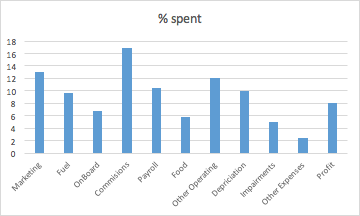 % spent
18
16
14
12
10
8
6
4
2
0
Marketing
Fuel
OnBoard
Commisions
Payroll
Food
Other Operating
Depriciation
Impairments
Other Expenses
Profit